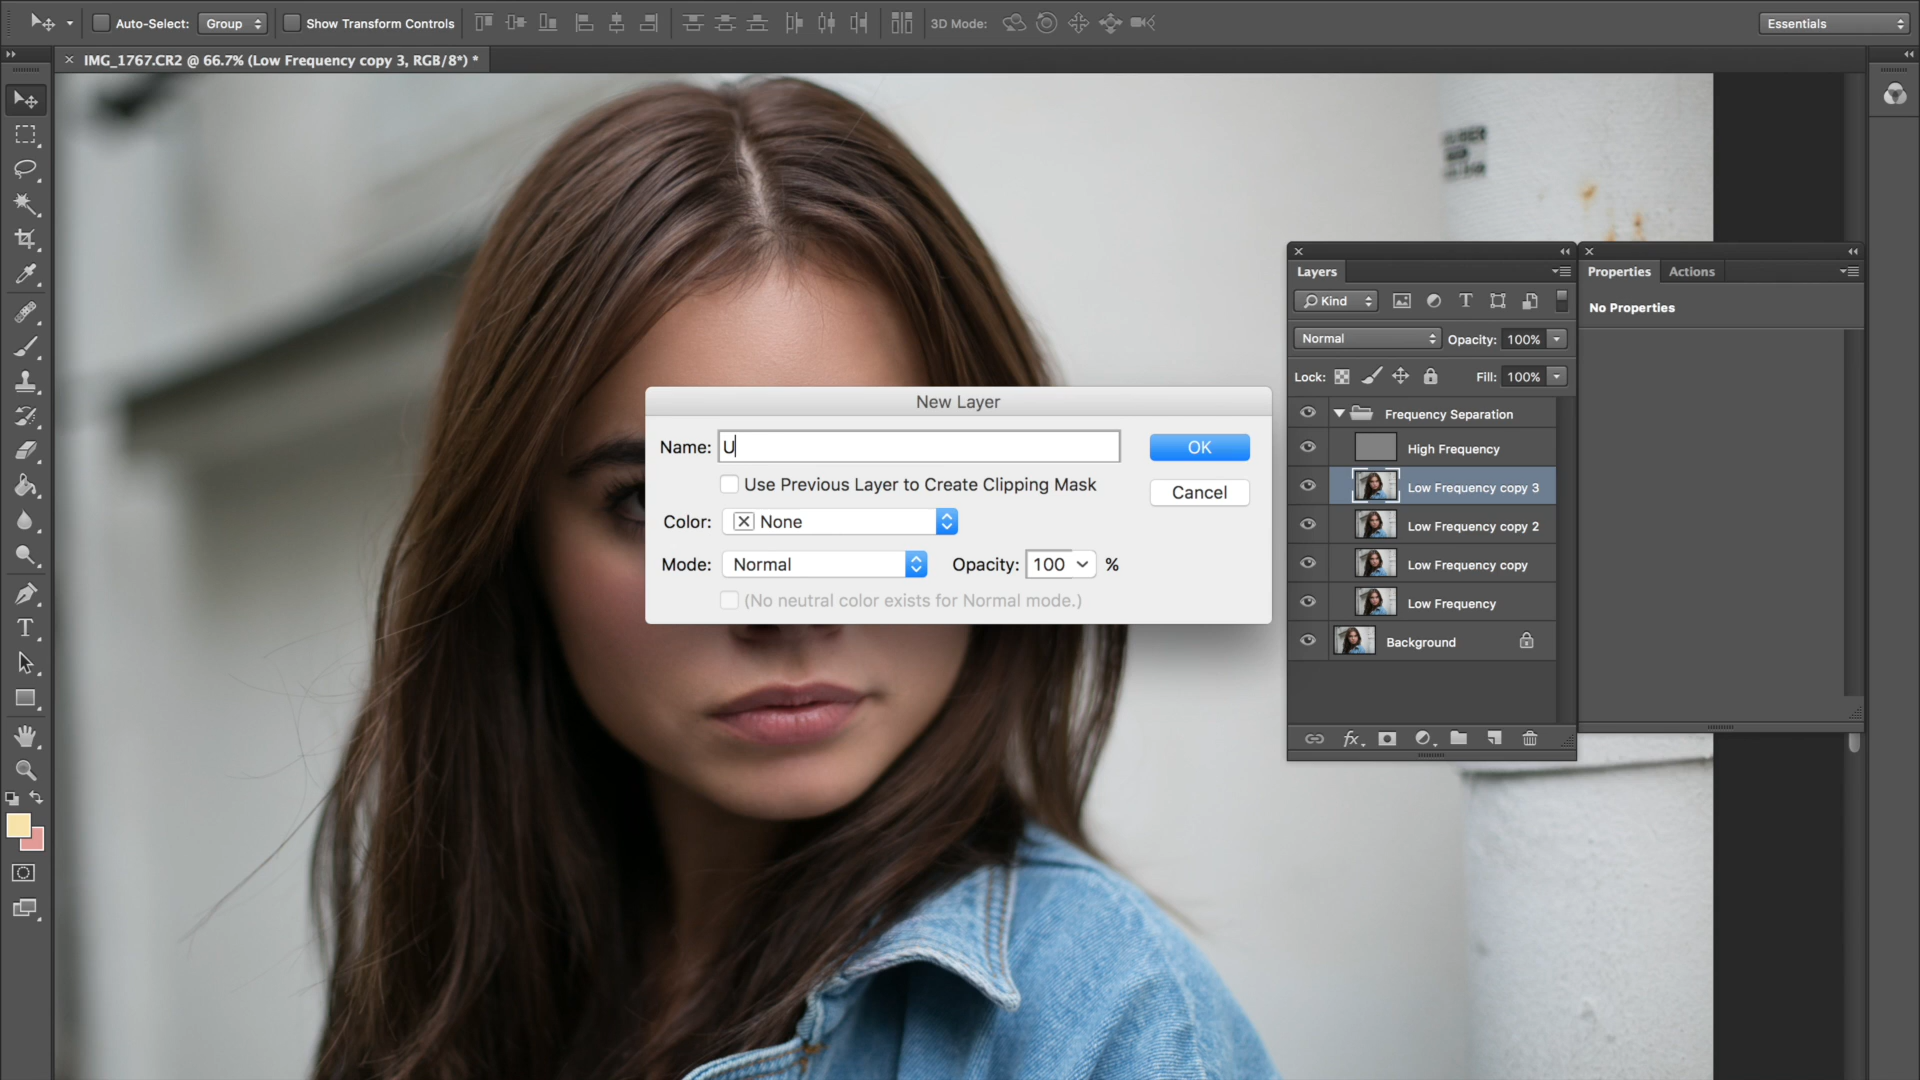 Auto-Select: Group Show Transform Controls 3D Mode: Essentials
× IMG_1767.CR2 @ 66.7% (Low Frequency copy 3, RGB/8*) *
Layers
Kind
Normal Opacity: 100%
Lock: Fill: 100%
Frequency Separation
High Frequency
Low Frequency copy 3
Low Frequency copy 2
Low Frequency copy
Low Frequency
Background
fx
Properties Actions
No Properties
New Layer
Name: U OK
Use Previous Layer to Create Clipping Mask Cancel
Color: None
Mode: Normal Opacity: 100 %
(No neutral color exists for Normal mode.)